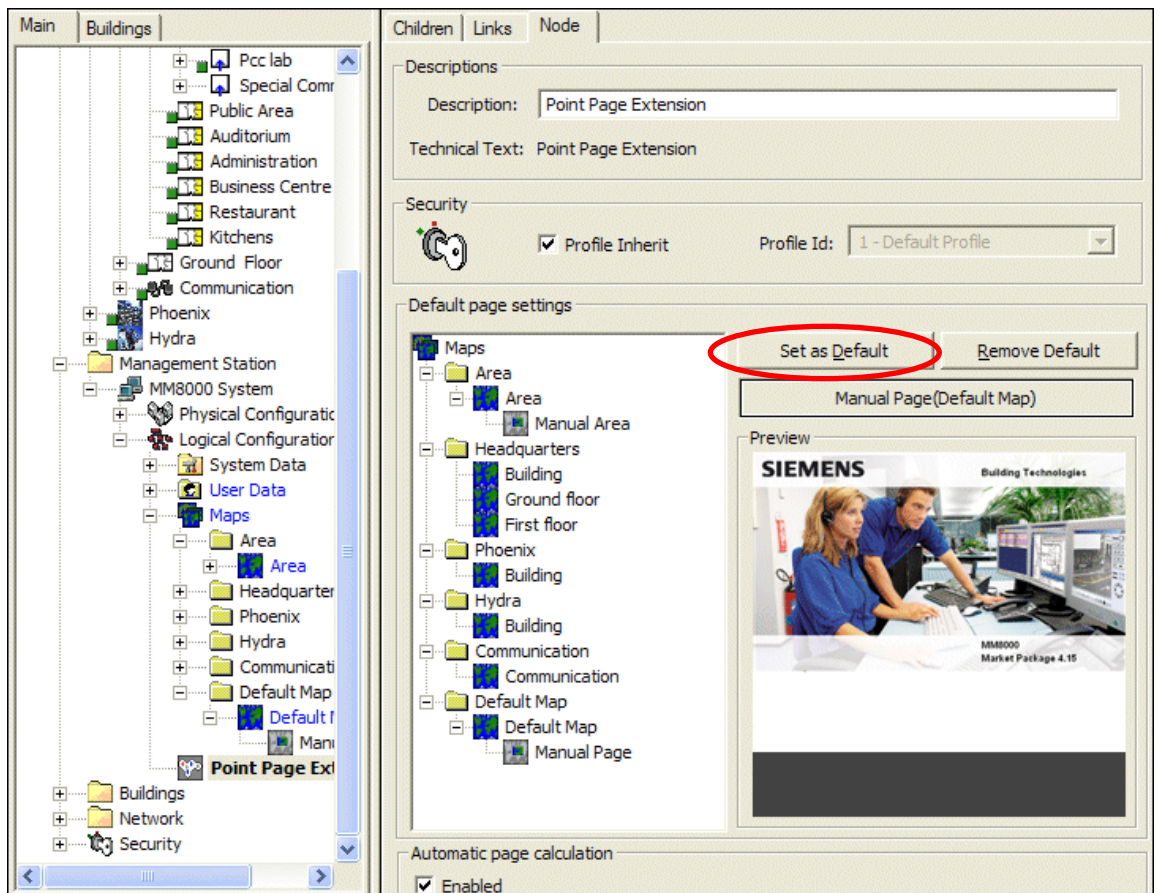 Main
Buildings
Pcc lab
Special Comr
Public Area
Auditorium
Administration
Business Centre
Restaurant
Kitchens
Ground Floor
Communication
Phoenix
Hydra
Management Station
MM8000 System
Physical Configuratic
Logical Configuration
System Data
User Data
Maps
Area
Area
Headquarter
Phoenix
Hydra
Communicati
Default Map
Default M
Manu
Point Page Ext
Buildings
Network
Security
Children
Links
Node
Descriptions
Description: Point Page Extension
Technical Text: Point Page Extension
Security
Profile Inherit
Profile Id: 1 - Default Profile
Default page settings
Maps
Area
Area
Manual Area
Headquarters
Building
Ground floor
First floor
Phoenix
Building
Hydra
Building
Communication
Communication
Default Map
Default Map
Manual Page
Set as Default
Remove Default
Manual Page(Default Map)
Preview
SIEMENS
Building Technologies
MM8000
Market Package 4.15
Automatic page calculation
Enabled